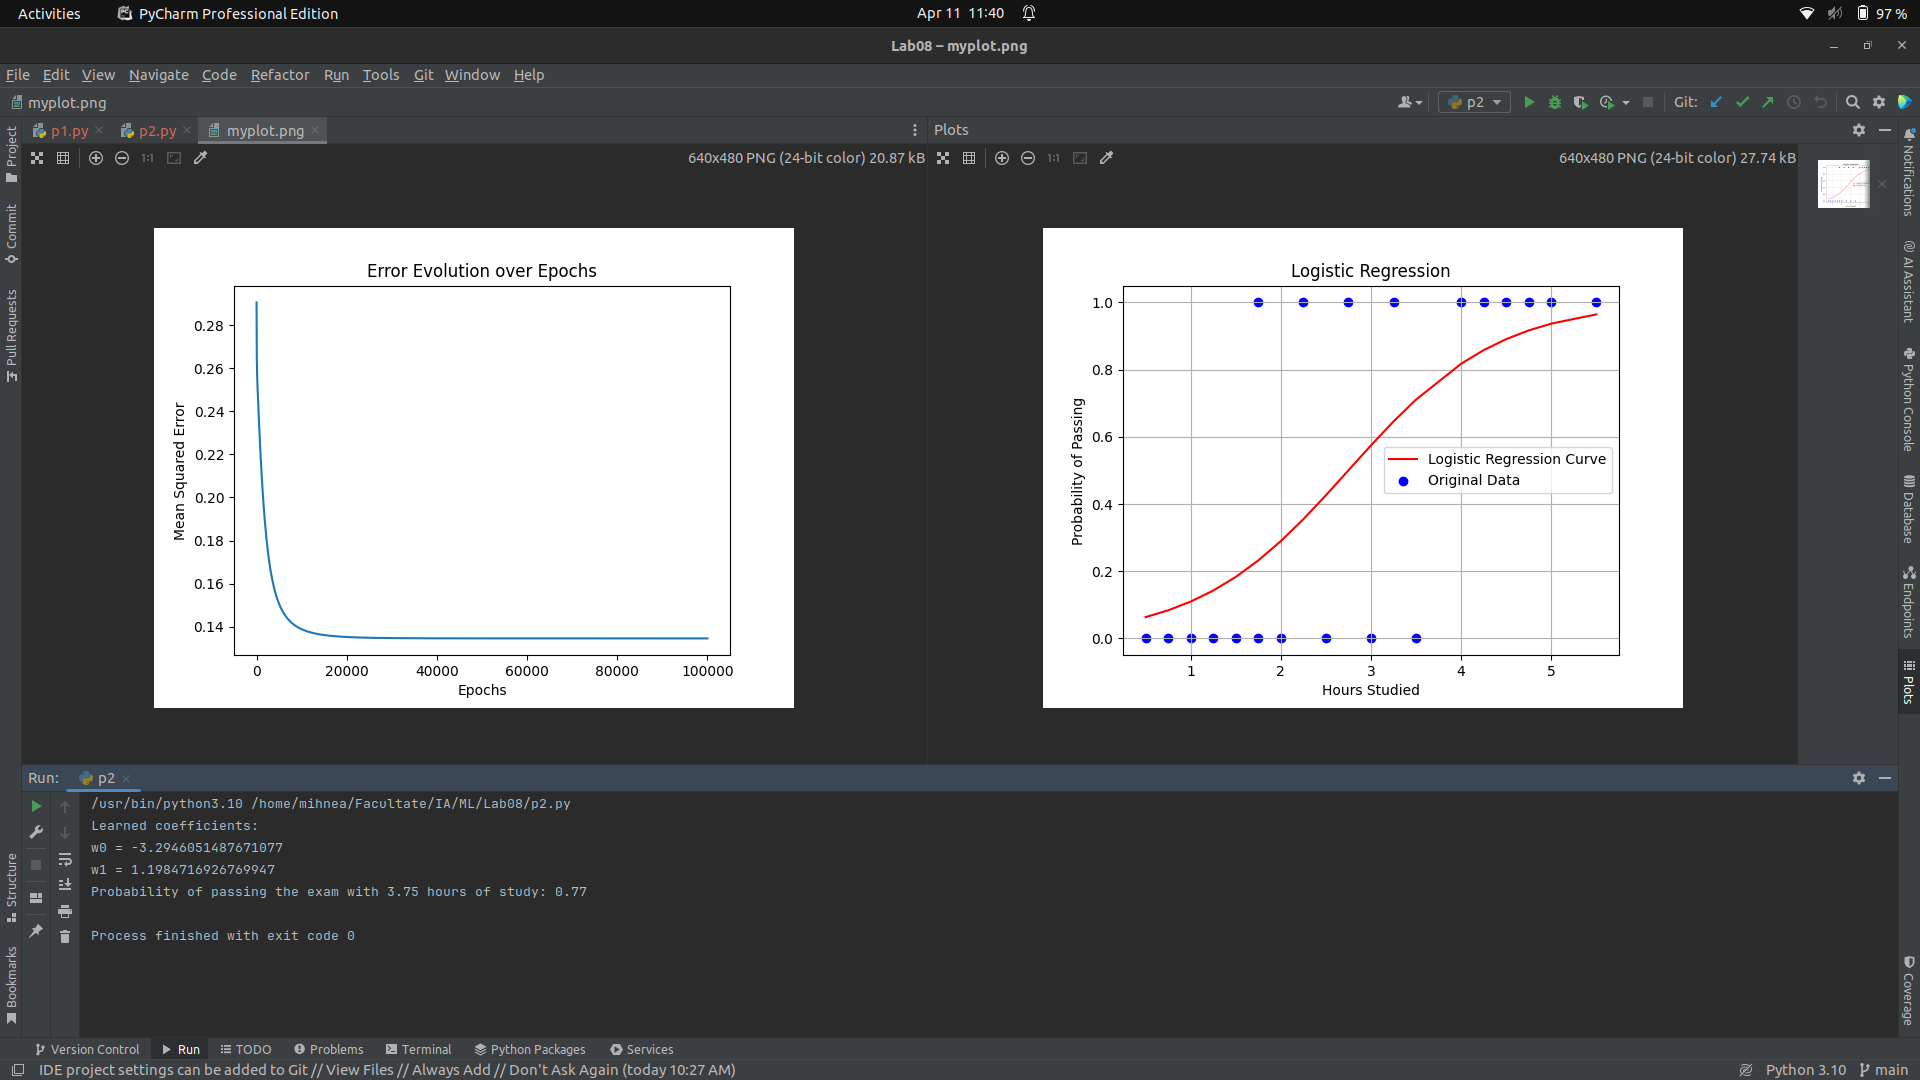 Activities
PyCharm Professional Edition
Apr 11 11:40
97 %
Lab08 – myplot.png
File Edit View Navigate Code Refactor Run Tools Git Window Help
myplot.png
p2
Git:
p1.py
p2.py
myplot.png
Plots
1:1
640x480 PNG (24-bit color) 20.87 kB
1:1
640x480 PNG (24-bit color) 27.74 kB
Project
Commit
Pull Requests
Structure
Bookmarks
Error Evolution over Epochs
Mean Squared Error
0.28
0.26
0.24
0.22
0.20
0.18
0.16
0.14
0 20000 40000 60000 80000 100000
Epochs
Logistic Regression
Probability of Passing
1.0
0.8
0.6
0.4
0.2
0.0
Logistic Regression Curve
Original Data
1 2 3 4 5
Hours Studied
Notifications
AI Assistant
Python Console
Database
Endpoints
Plots
Coverage
Run:
p2
/usr/bin/python3.10 /home/mihnea/Facultate/IA/ML/Lab08/p2.py
Learned coefficients:
w0 = -3.2946051487671077
w1 = 1.1984716926769947
Probability of passing the exam with 3.75 hours of study: 0.77
Process finished with exit code 0
Version Control
Run
TODO
Problems
Terminal
Python Packages
Services
IDE project settings can be added to Git // View Files // Always Add // Don't Ask Again (today 10:27 AM)
Python 3.10
main